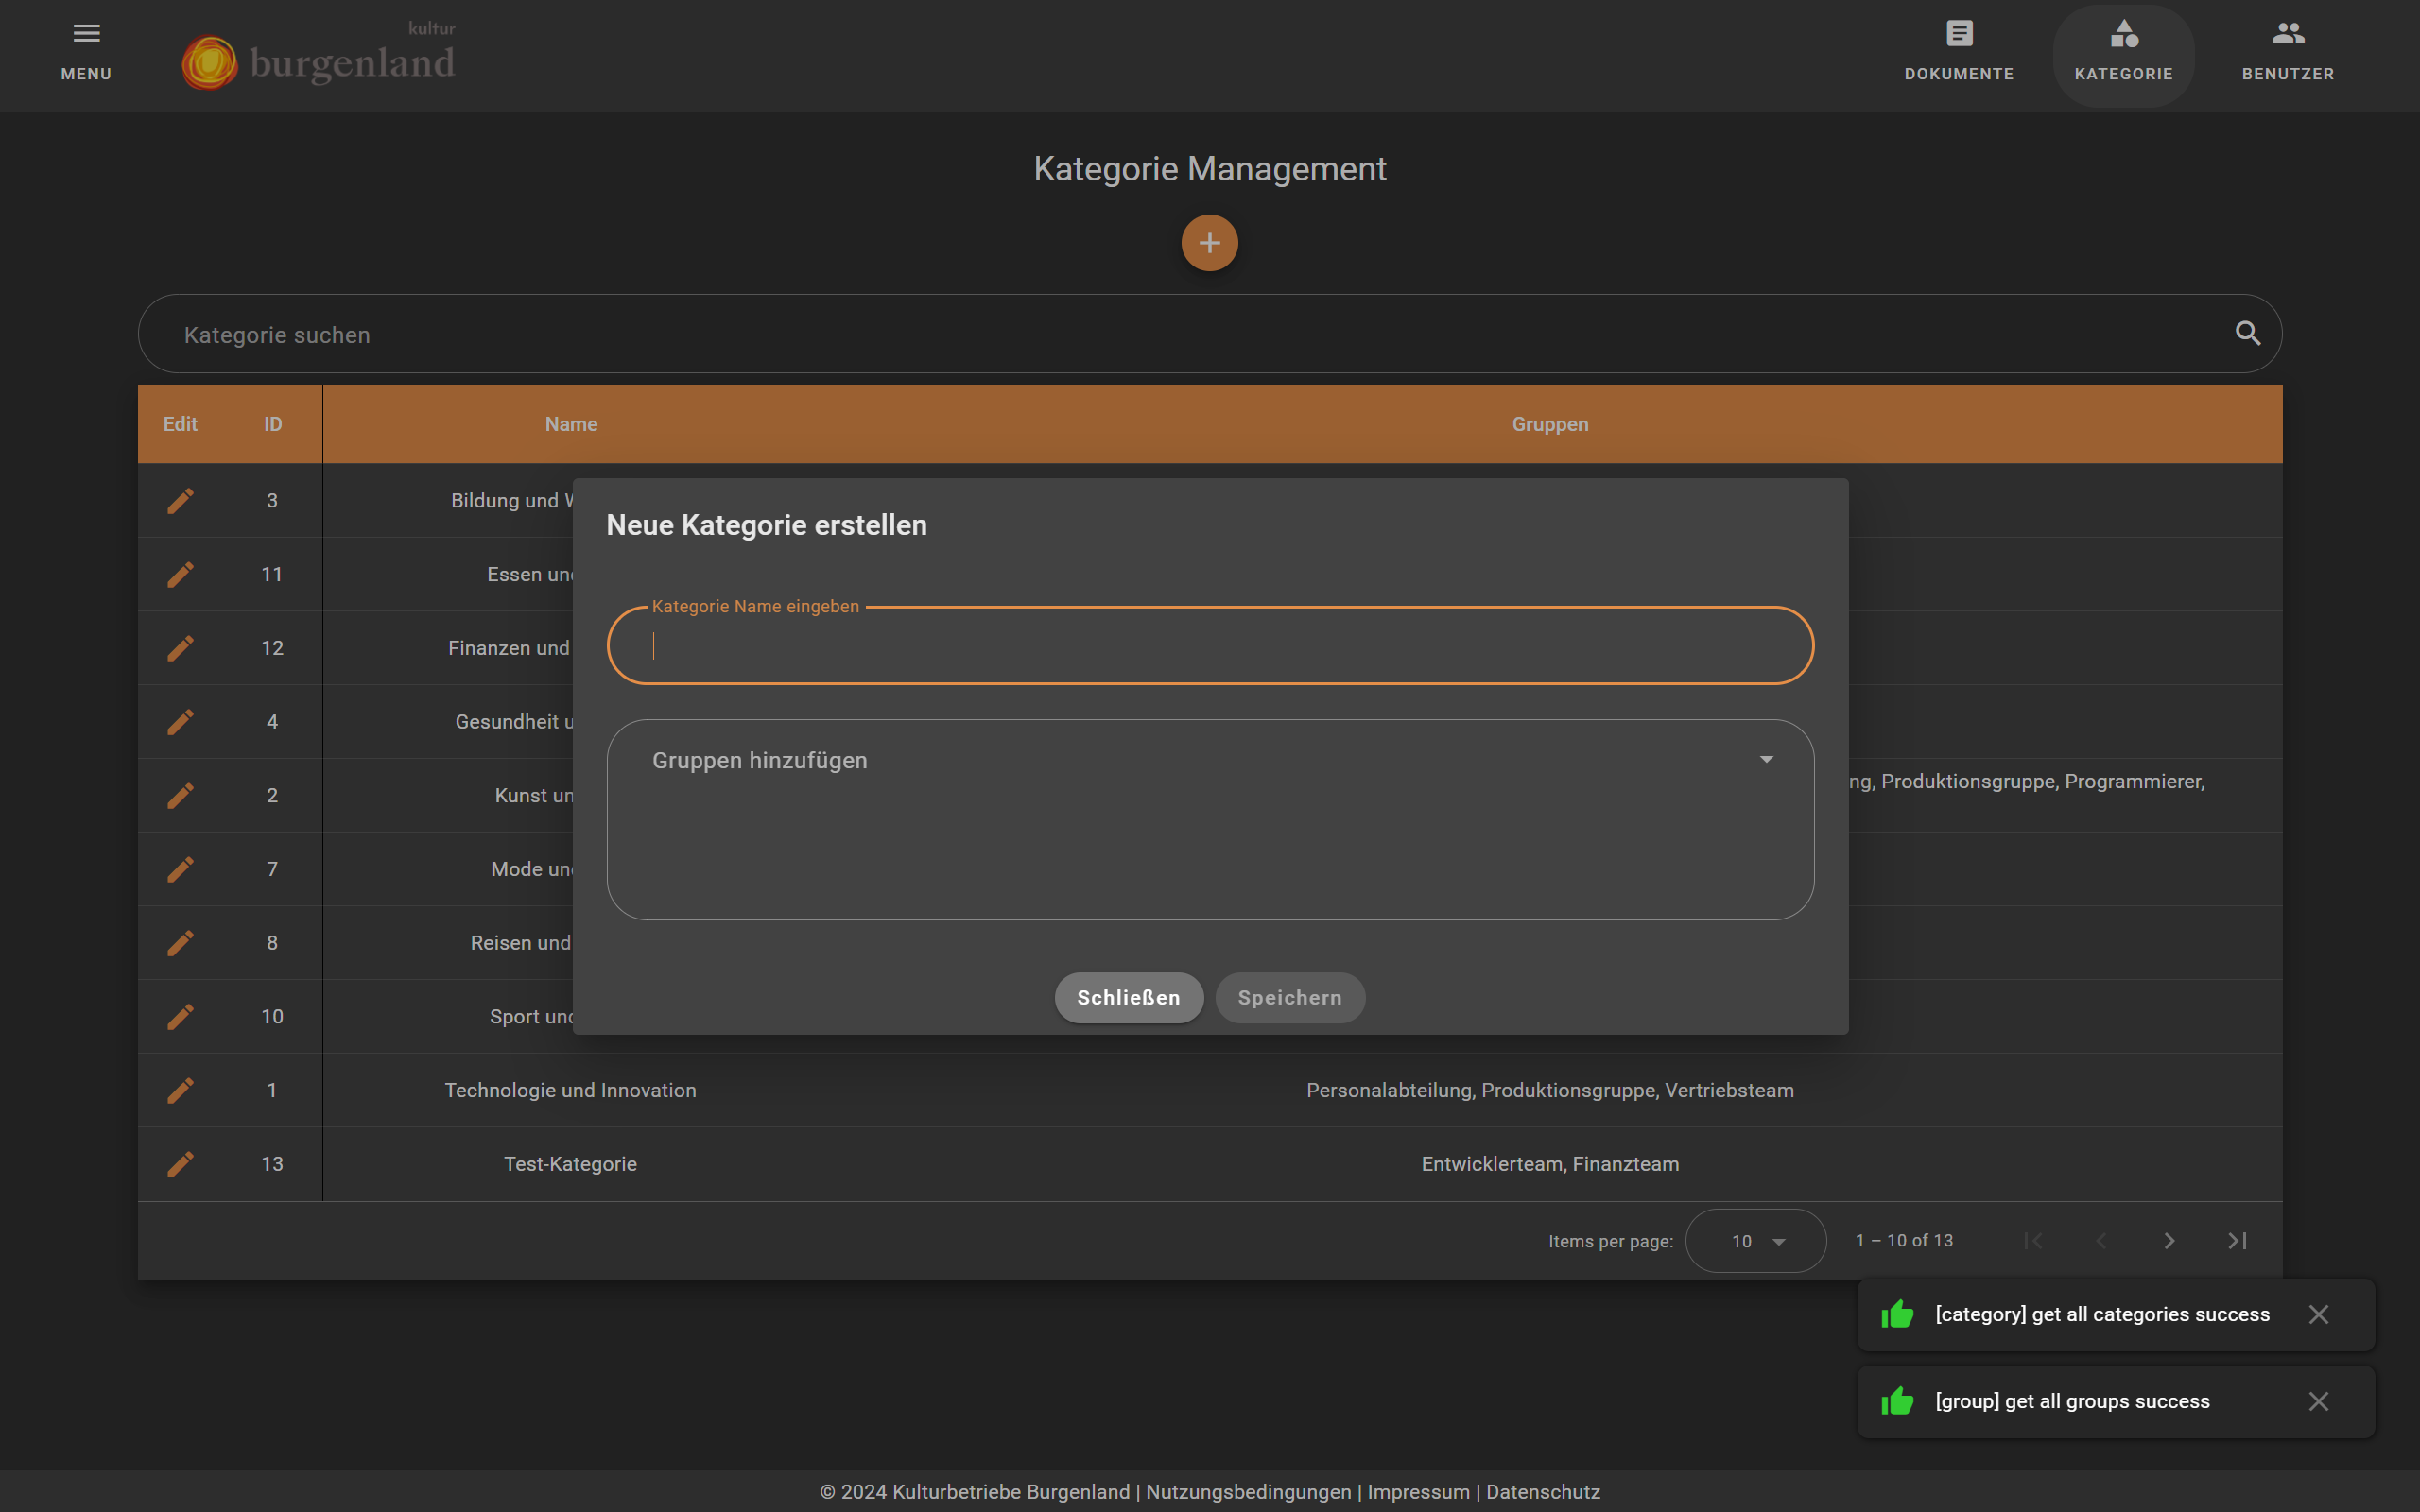 MENU
kultur
burgenland
DOKUMENTE
KATEGORIE
BENUTZER
Kategorie Management
Kategorie suchen
Edit ID Name Gruppen
3 Bildung und
11 Essen
12 Finanzen und
4 Gesundheit
2 Kunst
ng, Produktionsgruppe, Programmierer,
7 Mode
8 Reisen und
10 Sport
1 Technologie und Innovation Personalabteilung, Produktionsgruppe, Vertriebsteam
13 Test-Kategorie Entwicklerteam, Finanzteam
Neue Kategorie erstellen
Kategorie Name eingeben
Gruppen hinzufügen
Schließen Speichern
Items per page: 10 1 – 10 of 13
[category] get all categories success
[group] get all groups success
© 2024 Kulturbetriebe Burgenland | Nutzungsbedingungen | Impressum | Datenschutz